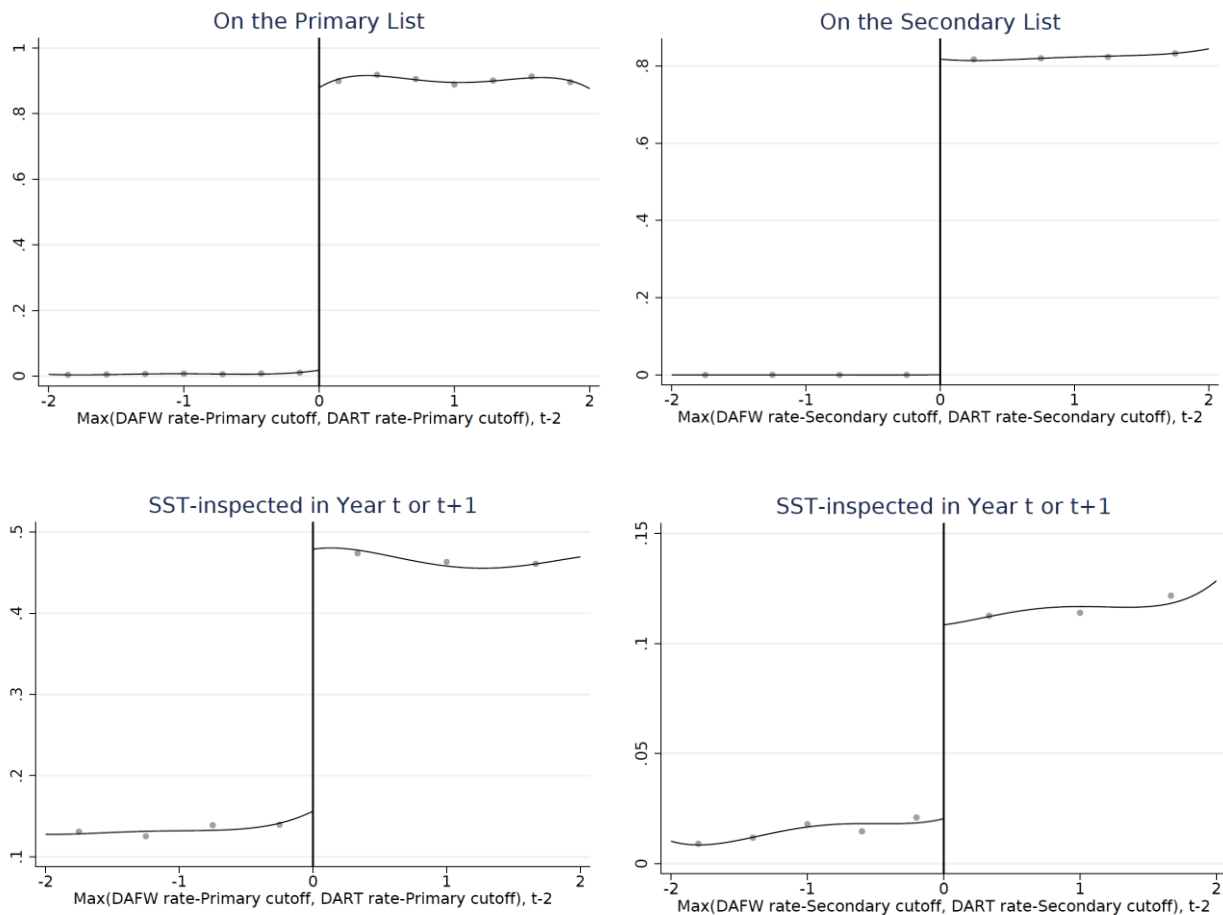 On the Primary List
1
.8
.6
.4
.2
0
-2 -1 0 1 2
Max(DAFW rate-Primary cutoff, DART rate-Primary cutoff), t-2
On the Secondary List
.8
.6
.4
.2
0
-2 -1 0 1 2
Max(DAFW rate-Secondary cutoff, DART rate-Secondary cutoff), t-2
SST-inspected in Year t or t+1
.5
.4
.3
.2
.1
-2 -1 0 1 2
Max(DAFW rate-Primary cutoff, DART rate-Primary cutoff), t-2
SST-inspected in Year t or t+1
.15
.1
.05
0
-2 -1 0 1 2
Max(DAFW rate-Secondary cutoff, DART rate-Secondary cutoff), t-2